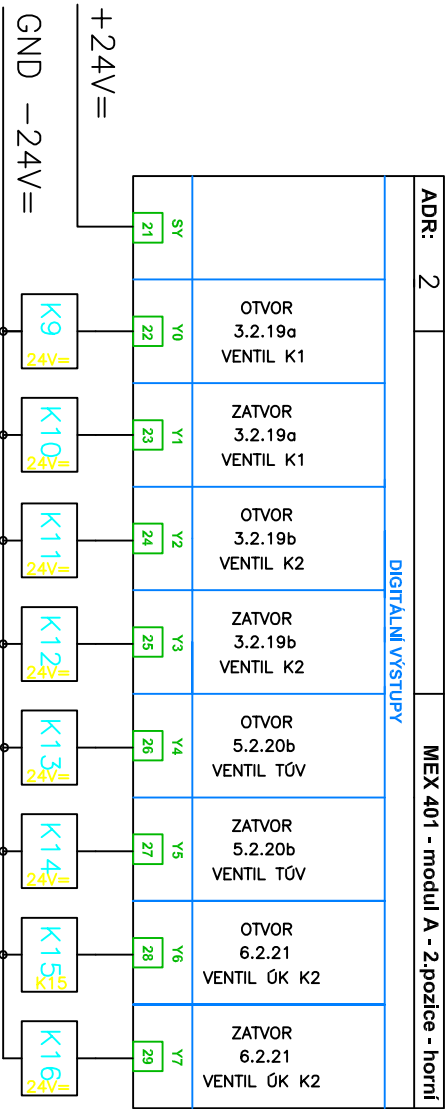 ADR: 2
MEX 401 - modul A - 2.pozice - horní
DIGITÁLNÍ VÝSTUPY
OTVOR
3.2.19a
VENTIL K1
ZATVOR
3.2.19a
VENTIL K1
OTVOR
3.2.19b
VENTIL K2
ZATVOR
3.2.19b
VENTIL K2
OTVOR
5.2.20b
VENTIL TÚV
ZATVOR
5.2.20b
VENTIL TÚV
OTVOR
6.2.21
VENTIL ÚK K2
ZATVOR
6.2.21
VENTIL ÚK K2
SY
Y0
Y1
Y2
Y3
Y4
Y5
Y6
Y7
21
22
23
24
25
26
27
28
29
+24V=
GND -24V=
K9
24V=
K10
24V=
K11
24V=
K12
24V=
K13
24V=
K14
24V=
K15
K15
K16
24V=